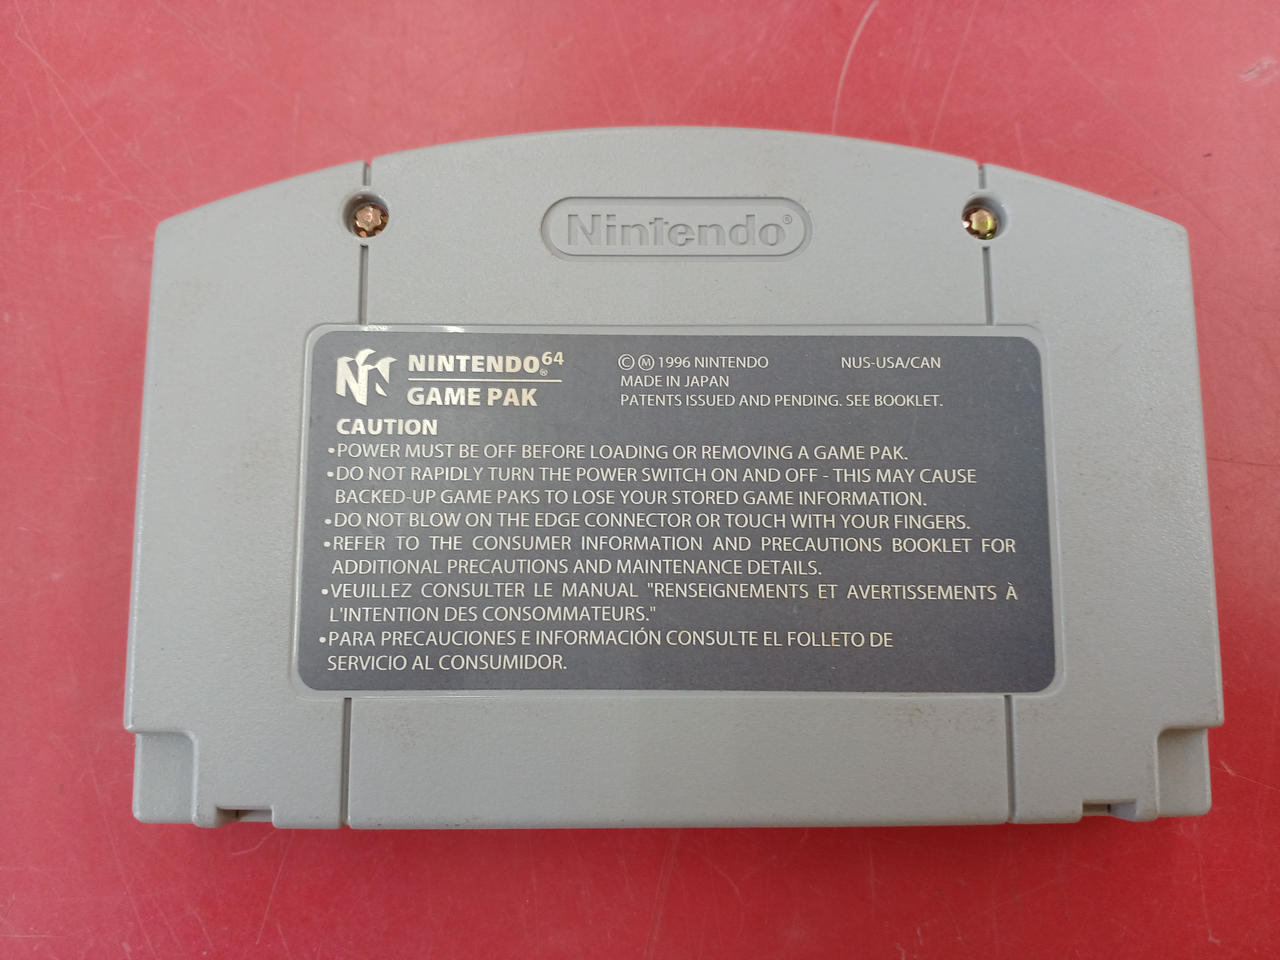 Nintendo®
NINTENDO64®
GAME PAK
©Ⓜ1996 NINTENDO NUS-USA/CAN
MADE IN JAPAN
PATENTS ISSUED AND PENDING. SEE BOOKLET.
CAUTION
•POWER MUST BE OFF BEFORE LOADING OR REMOVING A GAME PAK.
•DO NOT RAPIDLY TURN THE POWER SWITCH ON AND OFF - THIS MAY CAUSE
BACKED-UP GAME PAKS TO LOSE YOUR STORED GAME INFORMATION.
•DO NOT BLOW ON THE EDGE CONNECTOR OR TOUCH WITH YOUR FINGERS.
•REFER TO THE CONSUMER INFORMATION AND PRECAUTIONS BOOKLET FOR
ADDITIONAL PRECAUTIONS AND MAINTENANCE DETAILS.
•VEUILLEZ CONSULTER LE MANUAL "RENSEIGNEMENTS ET AVERTISSEMENTS À
L'INTENTION DES CONSOMMATEURS."
•PARA PRECAUCIONES E INFORMACIÓN CONSULTE EL FOLLETO DE
SERVICIO AL CONSUMIDOR.